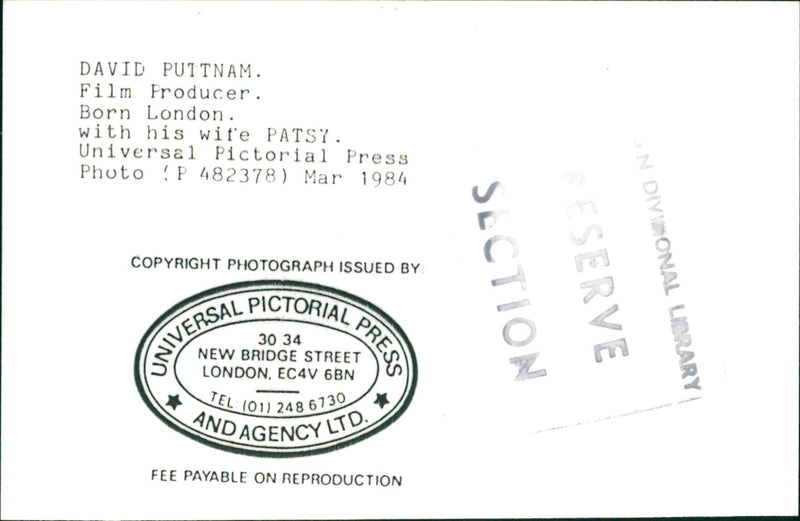 DAVID PUTTNAM.
Film Producer.
Born London.
with his wife PATSY.
Universal Pictorial Press
Photo (P 482378) Mar 1984
COPYRIGHT PHOTOGRAPH ISSUED BY:
UNIVERSAL PICTORIAL PRESS
30 34
NEW BRIDGE STREET
LONDON, EC4V 6BN
TEL. (01) 248 6730
AND AGENCY LTD.
FEE PAYABLE ON REPRODUCTION
DIVISIONAL LIBRARY
RESERVE
SECTION